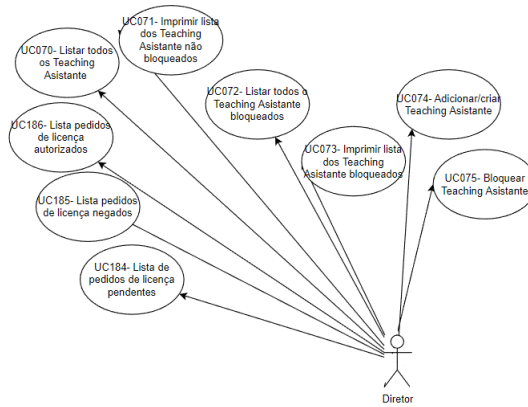 UC071- Imprimir lista
dos Teaching
Asistante não
bloqueados
UC070- Listar todos
os Teaching
Asistante
UC072- Listar todos o
Teaching Asistante
bloqueados
UC074- Adicionar/criar
Teaching Asistante
UC186- Lista pedidos
de licença
autorizados
UC073- Imprimir lista
dos Teaching
Asistante bloqueados
UC075- Bloquear
Teaching Asistante
UC185- Lista pedidos
de licença negados
UC184- Lista de
pedidos de licença
pendentes
Diretor